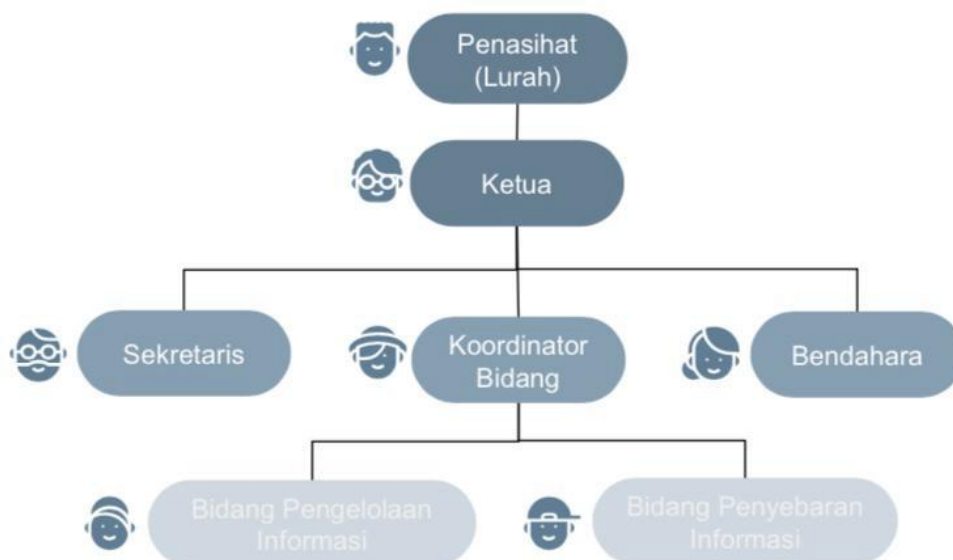 Penasihat
(Lurah)
Ketua
Sekretaris
Koordinator
Bidang
Bendahara
Bidang Pengelolaan
Informasi
Bidang Penyebaran
Informasi